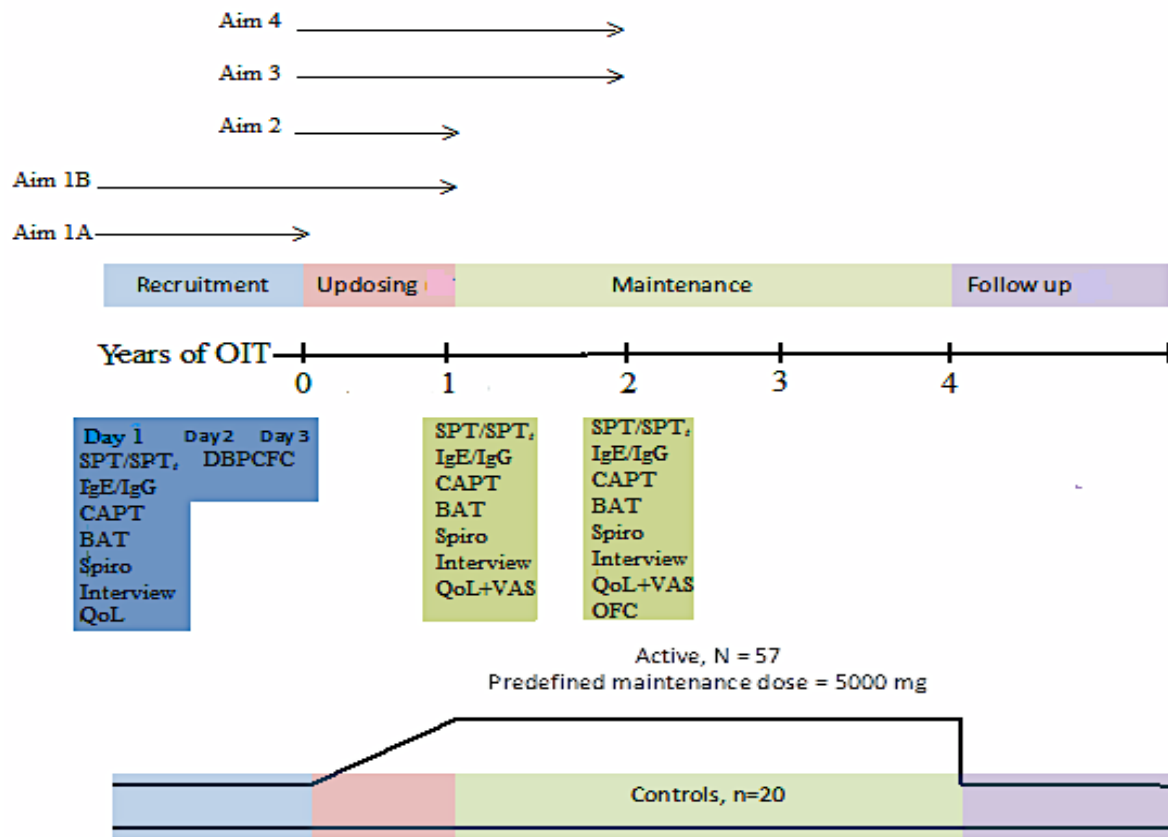 Aim 4
Aim 3
Aim 2
Aim 1B
Aim 1A
Recruitment Updosing Maintenance Follow up
Years of OIT
0 1 2 3 4
Day 1 Day 2 Day 3
SPT/SPT
DBPCFC
IgE/IgG
CAPT
BAT
Spiro
Interview
QoL
SPT/SPT
IgE/IgG
CAPT
BAT
Spiro
Interview
QoL+VAS
SPT/SPT
IgE/IgG
CAPT
BAT
Spiro
Interview
QoL+VAS
OFC
Active, N = 57
Predefined maintenance dose = 5000 mg
Controls, n=20